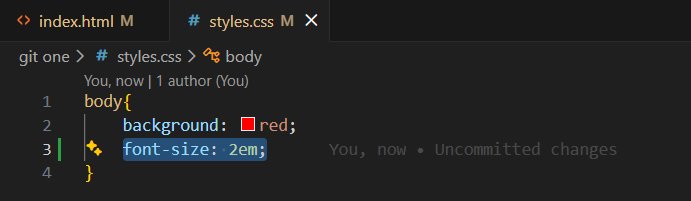 <> index.html M # styles.css M ×
git one > # styles.css > body
You, now | 1 author (You)
1 body{
2 background: red;
3 font-size: 2em; You, now • Uncommitted changes
4 }